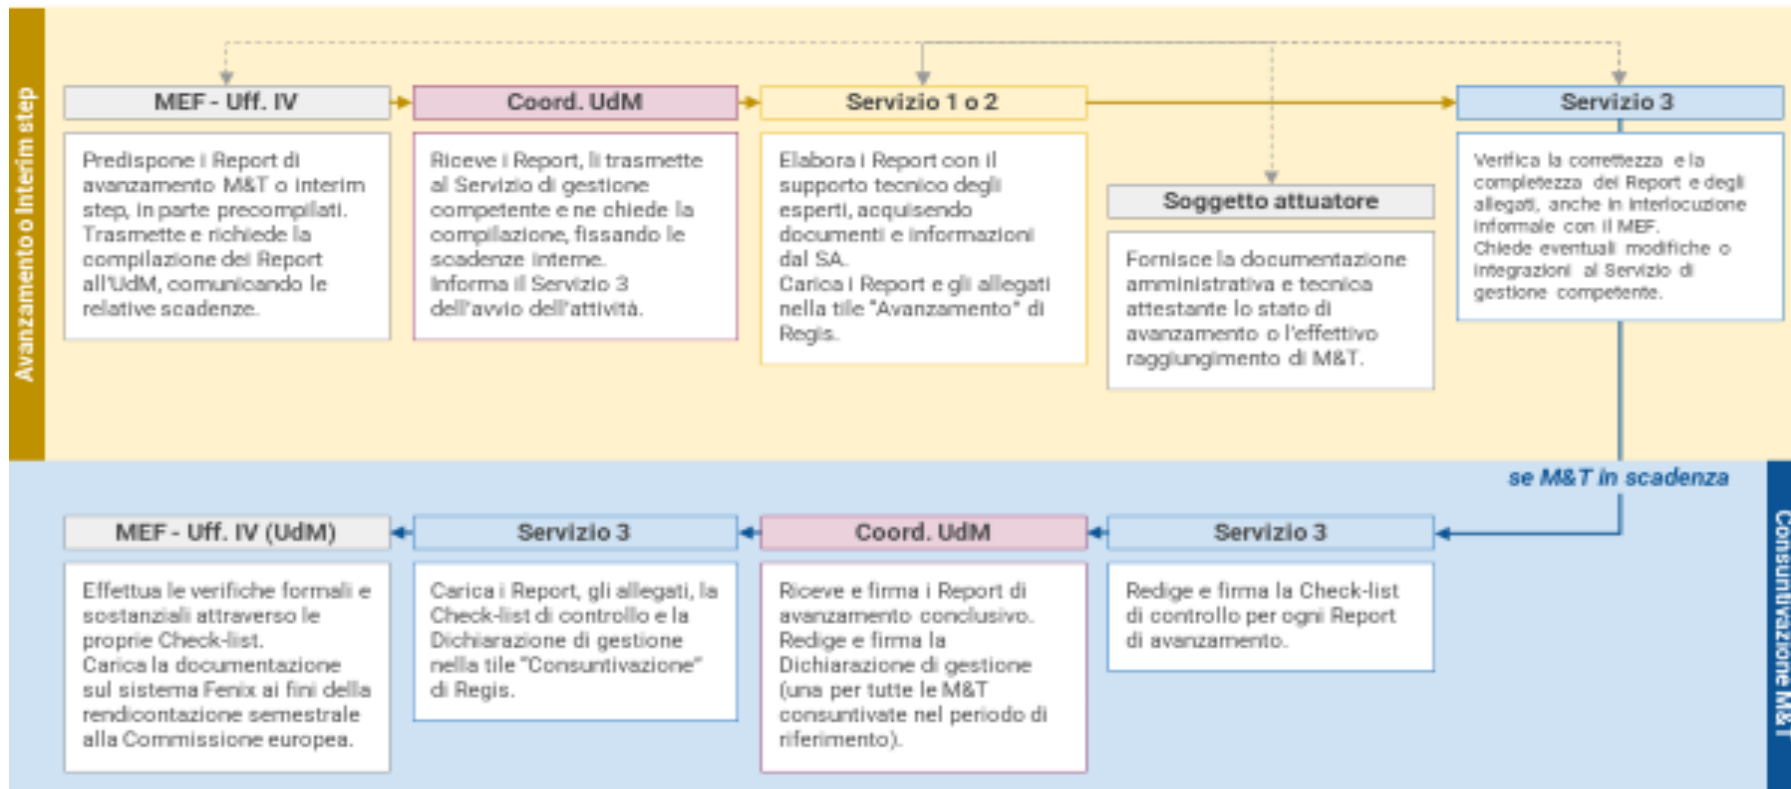 Avanzamento o Interim step
MEF - Uff. IV
Predispone i Report di
avanzamento M&T o interim
step, in parte precompilati.
Trasmette e richiede la
compilazione dei Report
all'UdM, comunicando le
relative scadenze.
Coord. UdM
Riceve i Report, li trasmette
al Servizio di gestione
competente e ne chiede la
compilazione, fissando le
scadenze interne.
Informa il Servizio 3
dell'avvio dell'attività.
Servizio 1 o 2
Elabora i Report con il
supporto tecnico degli
esperti, acquisendo
documenti e informazioni
dal SA.
Carica i Report e gli allegati
nella tile "Avanzamento" di
Regis.
Soggetto attuatore
Fornisce la documentazione
amministrativa e tecnica
attestante lo stato di
avanzamento o l'effettivo
raggiungimento di M&T.
Servizio 3
Verifica la correttezza e la
completezza dei Report e degli
allegati, anche in interlocuzione
informale con il MEF.
Chiede eventuali modifiche o
integrazioni al Servizio di
gestione competente.
se M&T in scadenza
Consuntivazione M&T
MEF - Uff. IV (UdM)
Effettua le verifiche formali e
sostanziali attraverso le
proprie Check-list.
Carica la documentazione
sul sistema Fenix ai fini della
rendicontazione semestrale
alla Commissione europea.
Servizio 3
Carica i Report, gli allegati, la
Check-list di controllo e la
Dichiarazione di gestione
nella tile "Consuntivazione"
di Regis.
Coord. UdM
Riceve e firma i Report di
avanzamento conclusivo.
Redige e firma la
Dichiarazione di gestione
(una per tutte le M&T
consuntivate nel periodo di
riferimento).
Servizio 3
Redige e firma la Check-list
di controllo per ogni Report
di avanzamento.